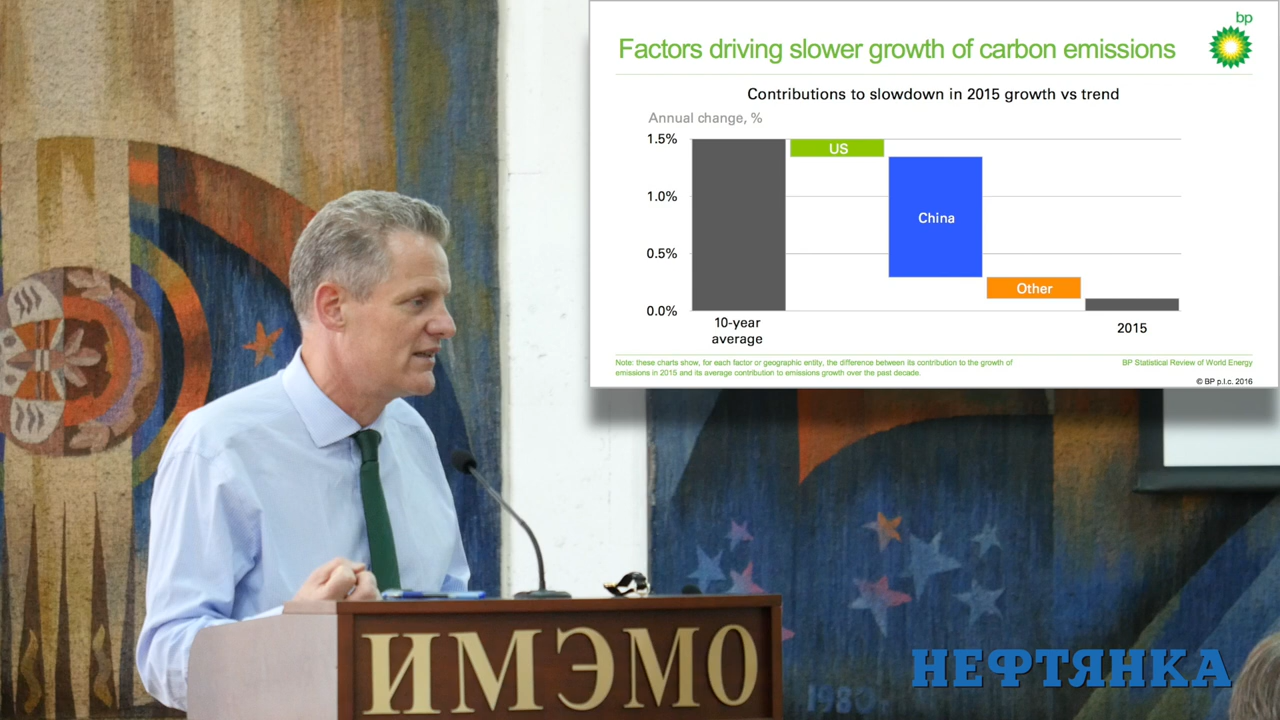 bp
Factors driving slower growth of carbon emissions
Contributions to slowdown in 2015 growth vs trend
Annual change, %
1.5%
US
1.0%
China
0.5%
Other
0.0%
10-year
average
2015
Note: these charts show, for each factor or geographic entity, the difference between its contribution to the growth of
emissions in 2015 and its average contribution to emissions growth over the past decade.
BP Statistical Review of World Energy
© BP p.l.c. 2016
ИМЭМО
НЕФТЯНКА
1980